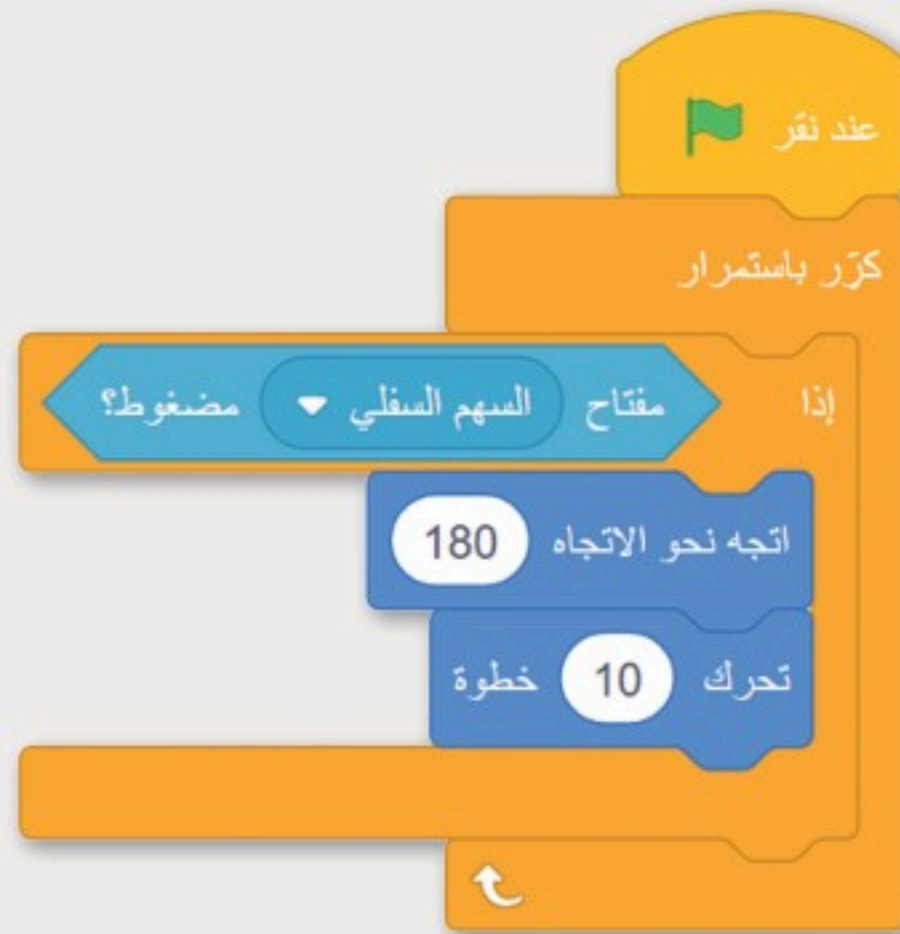 عند نقر
كرّر باستمرار
إذا مفتاح السهم السفلي مضغوط؟
اتجه نحو الاتجاه 180
تحرك 10 خطوة